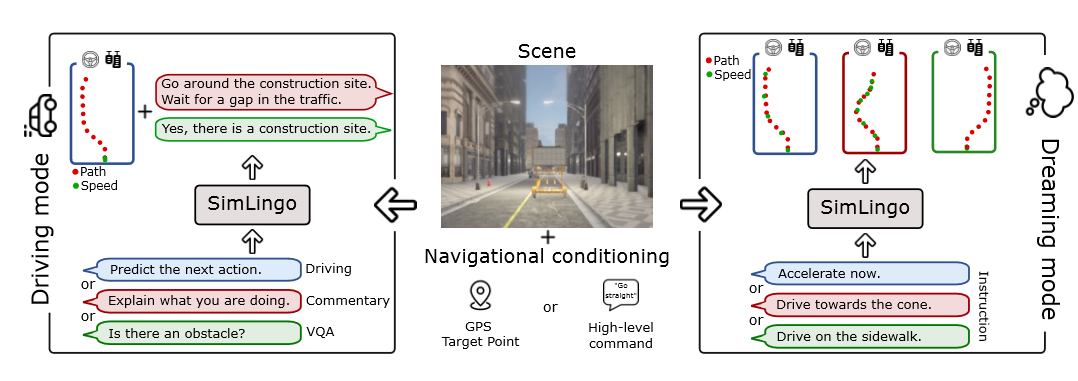 Driving mode
Go around the construction site.
Wait for a gap in the traffic.
+
Yes, there is a construction site.
Path
Speed
SimLingo
Predict the next action.
Driving
or
Explain what you are doing.
Commentary
or
Is there an obstacle?
VQA
Scene
+
Navigational conditioning
GPS
Target Point
or
"Go
straight"
High-level
command
Path
Speed
SimLingo
Accelerate now.
or
Drive towards the cone.
or
Drive on the sidewalk.
Instruction
Dreaming mode